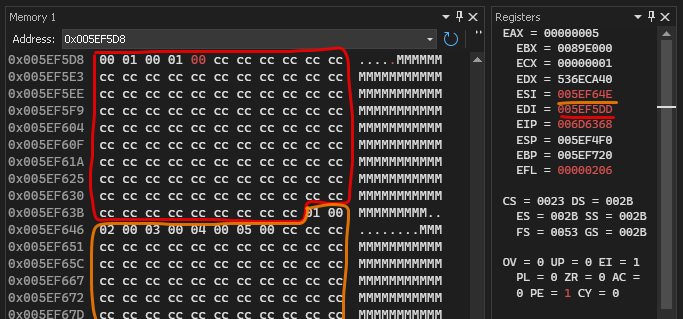 Memory 1
Address: 0x005EF5D8
0x005EF5D8 00 01 00 01 00 cc cc cc cc cc cc .....MMMMMM
0x005EF5E3 cc cc cc cc cc cc cc cc cc cc cc MMMMMMMMMMM
0x005EF5EE cc cc cc cc cc cc cc cc cc cc cc MMMMMMMMMMM
0x005EF5F9 cc cc cc cc cc cc cc cc cc cc cc MMMMMMMMMMM
0x005EF604 cc cc cc cc cc cc cc cc cc cc cc MMMMMMMMMMM
0x005EF60F cc cc cc cc cc cc cc cc cc cc cc MMMMMMMMMMM
0x005EF61A cc cc cc cc cc cc cc cc cc cc cc MMMMMMMMMMM
0x005EF625 cc cc cc cc cc cc cc cc cc cc cc MMMMMMMMMMM
0x005EF630 cc cc cc cc cc cc cc cc cc cc cc MMMMMMMMMMM
0x005EF63B cc cc cc cc cc cc cc cc cc 01 00 MMMMMMMMM..
0x005EF646 02 00 03 00 04 00 05 00 cc cc cc ........MMM
0x005EF651 cc cc cc cc cc cc cc cc cc cc cc MMMMMMMMMMM
0x005EF65C cc cc cc cc cc cc cc cc cc cc cc MMMMMMMMMMM
0x005EF667 cc cc cc cc cc cc cc cc cc cc cc MMMMMMMMMMM
0x005EF672 cc cc cc cc cc cc cc cc cc cc cc MMMMMMMMMMM
0x005EF67D cc cc cc cc cc cc cc cc cc cc cc MMMMMMMMMMM
Registers
EAX = 00000005
EBX = 0089E000
ECX = 00000001
EDX = 536ECA40
ESI = 005EF64E
EDI = 005EF5DD
EIP = 006D6368
ESP = 005EF4F0
EBP = 005EF720
EFL = 00000206
CS = 0023 DS = 002B
ES = 002B SS = 002B
FS = 0053 GS = 002B
OV = 0 UP = 0 EI = 1
PL = 0 ZR = 0 AC =
0 PE = 1 CY = 0